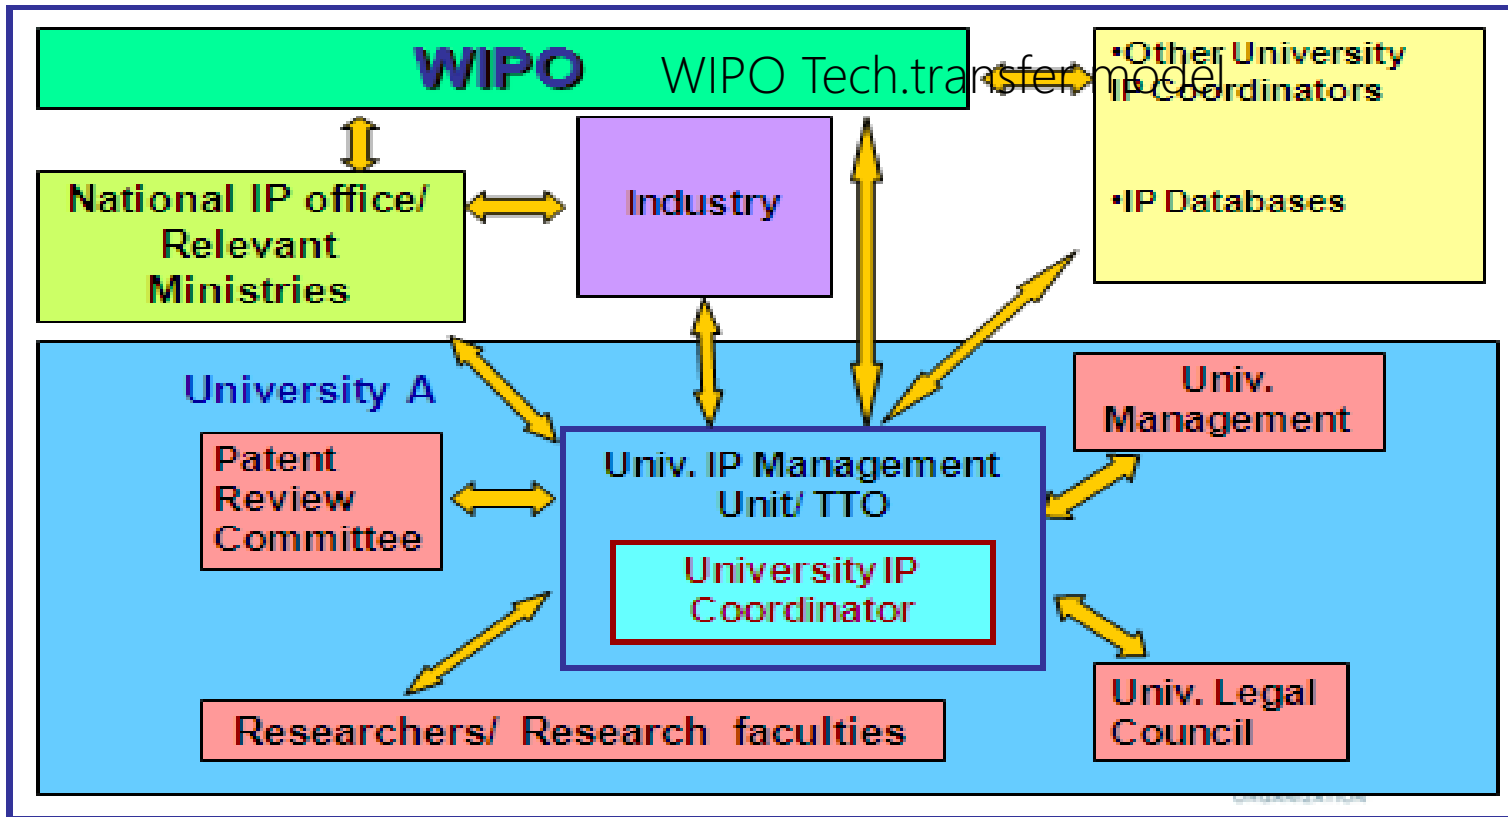 WIPO
WIPO Tech.transfer model
•Other University
IP Coordinators
•IP Databases
National IP office/
Relevant
Ministries
Industry
University A
Univ.
Management
Patent
Review
Committee
Univ. IP Management
Unit/ TTO
University IP
Coordinator
Researchers/ Research faculties
Univ. Legal
Council